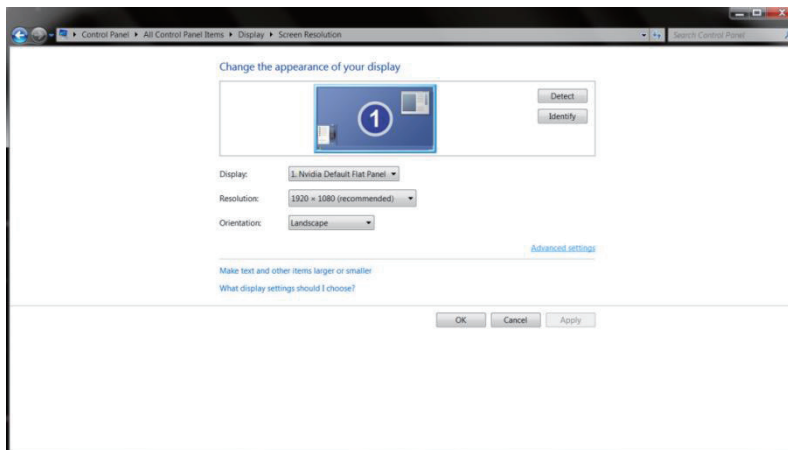 Control Panel ▸ All Control Panel Items ▸ Display ▸ Screen Resolution
Search Control Panel
Change the appearance of your display
1
Detect
Identify
Display: 1. Nvidia Default Flat Panel
Resolution: 1920 × 1080 (recommended)
Orientation: Landscape
Advanced settings
Make text and other items larger or smaller
What display settings should I choose?
OK Cancel Apply